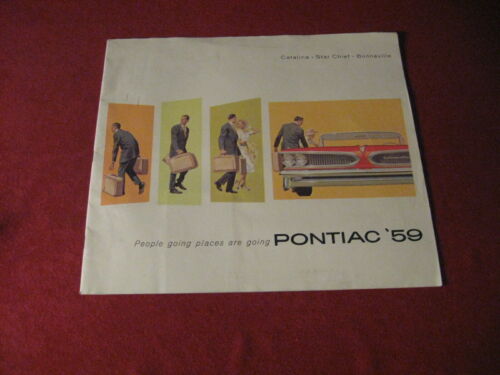 Catalina • Star Chief • Bonneville
People going places are going PONTIAC '59